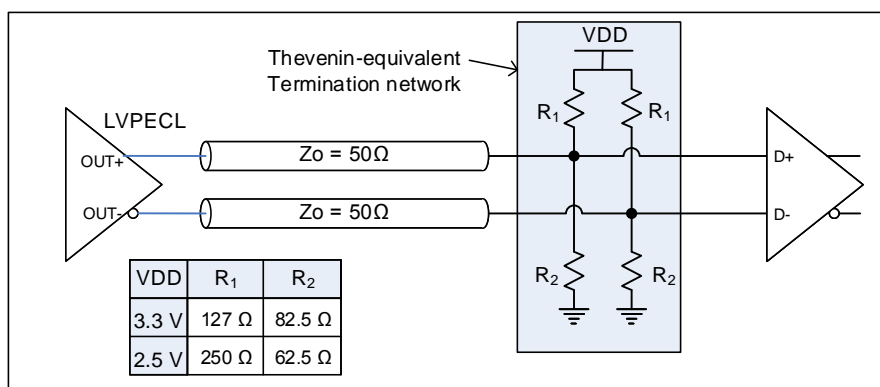 VDD
Thevenin-equivalent
Termination network
R₁ R₁
LVPECL
OUT+ Zo = 50Ω D+
OUT- Zo = 50Ω D-
R₂ R₂
VDD R₁ R₂
3.3 V 127 Ω 82.5 Ω
2.5 V 250 Ω 62.5 Ω